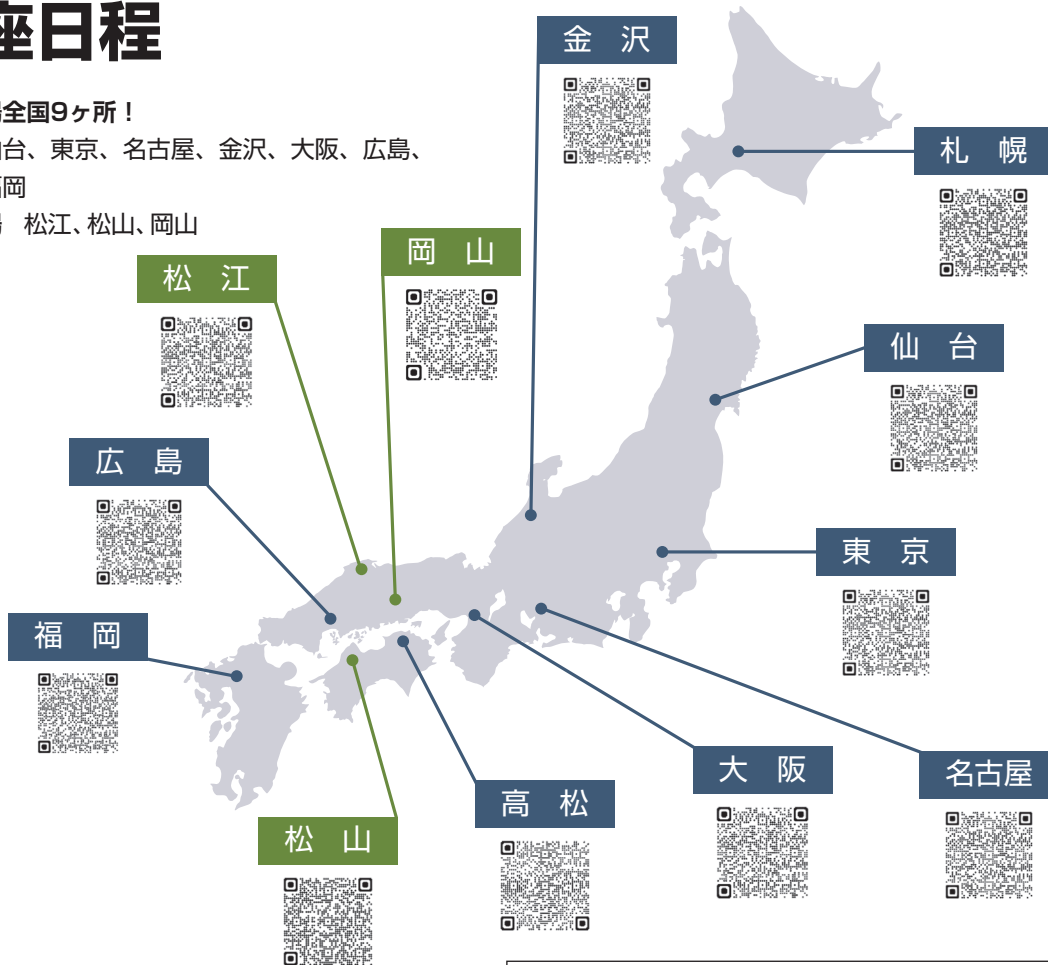 座日程
全国9ヶ所！
台、東京、名古屋、金沢、大阪、広島、
岡
松江、松山、岡山
金 沢
札 幌
岡 山
松 江
仙 台
広 島
東 京
福 岡
大 阪
名古屋
高 松
松 山